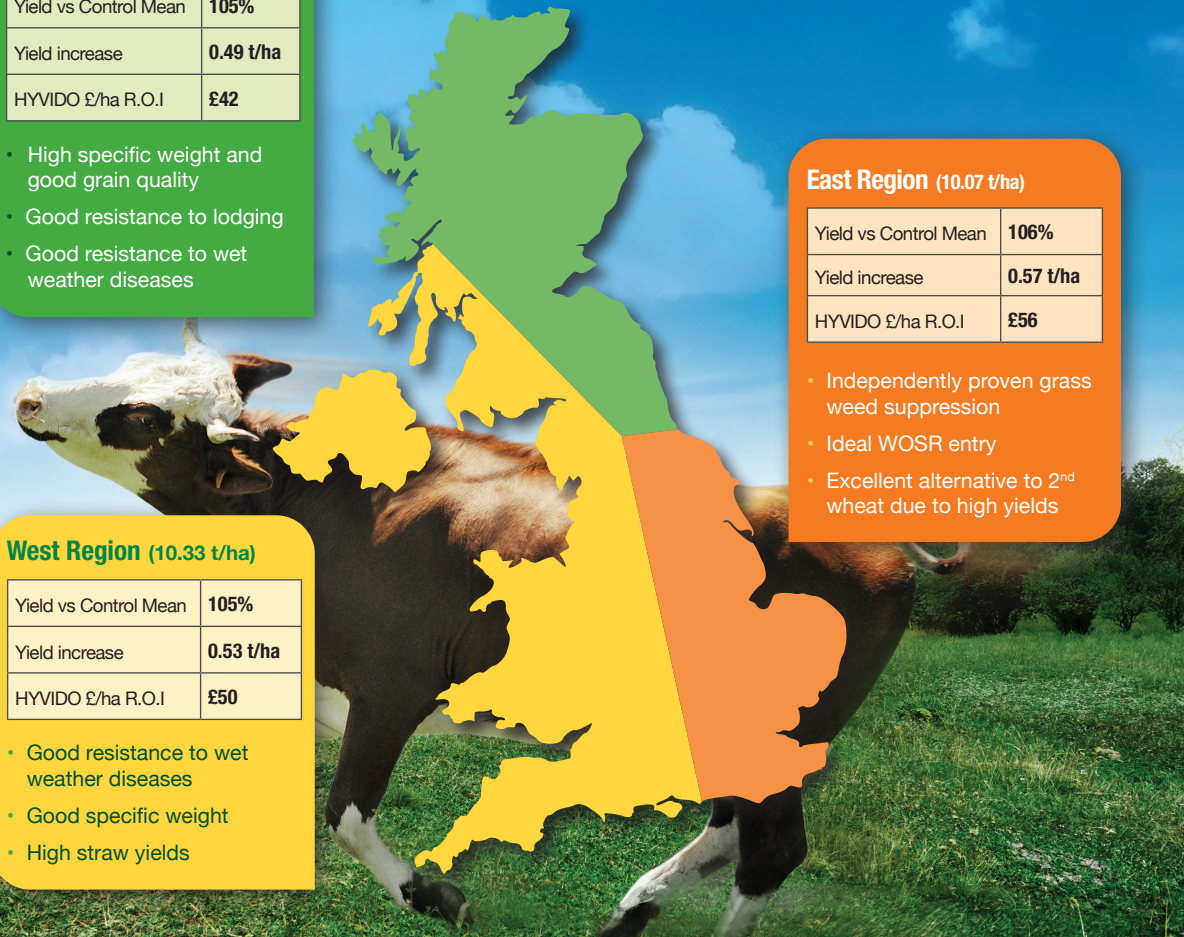 Yield vs Control Mean 105%
Yield increase 0.49 t/ha
HYVIDO £/ha R.O.I £42
• High specific weight and
good grain quality
• Good resistance to lodging
• Good resistance to wet
weather diseases
East Region (10.07 t/ha)
Yield vs Control Mean 106%
Yield increase 0.57 t/ha
HYVIDO £/ha R.O.I £56
• Independently proven grass
weed suppression
• Ideal WOSR entry
• Excellent alternative to 2nd
wheat due to high yields
West Region (10.33 t/ha)
Yield vs Control Mean 105%
Yield increase 0.53 t/ha
HYVIDO £/ha R.O.I £50
• Good resistance to wet
weather diseases
• Good specific weight
• High straw yields